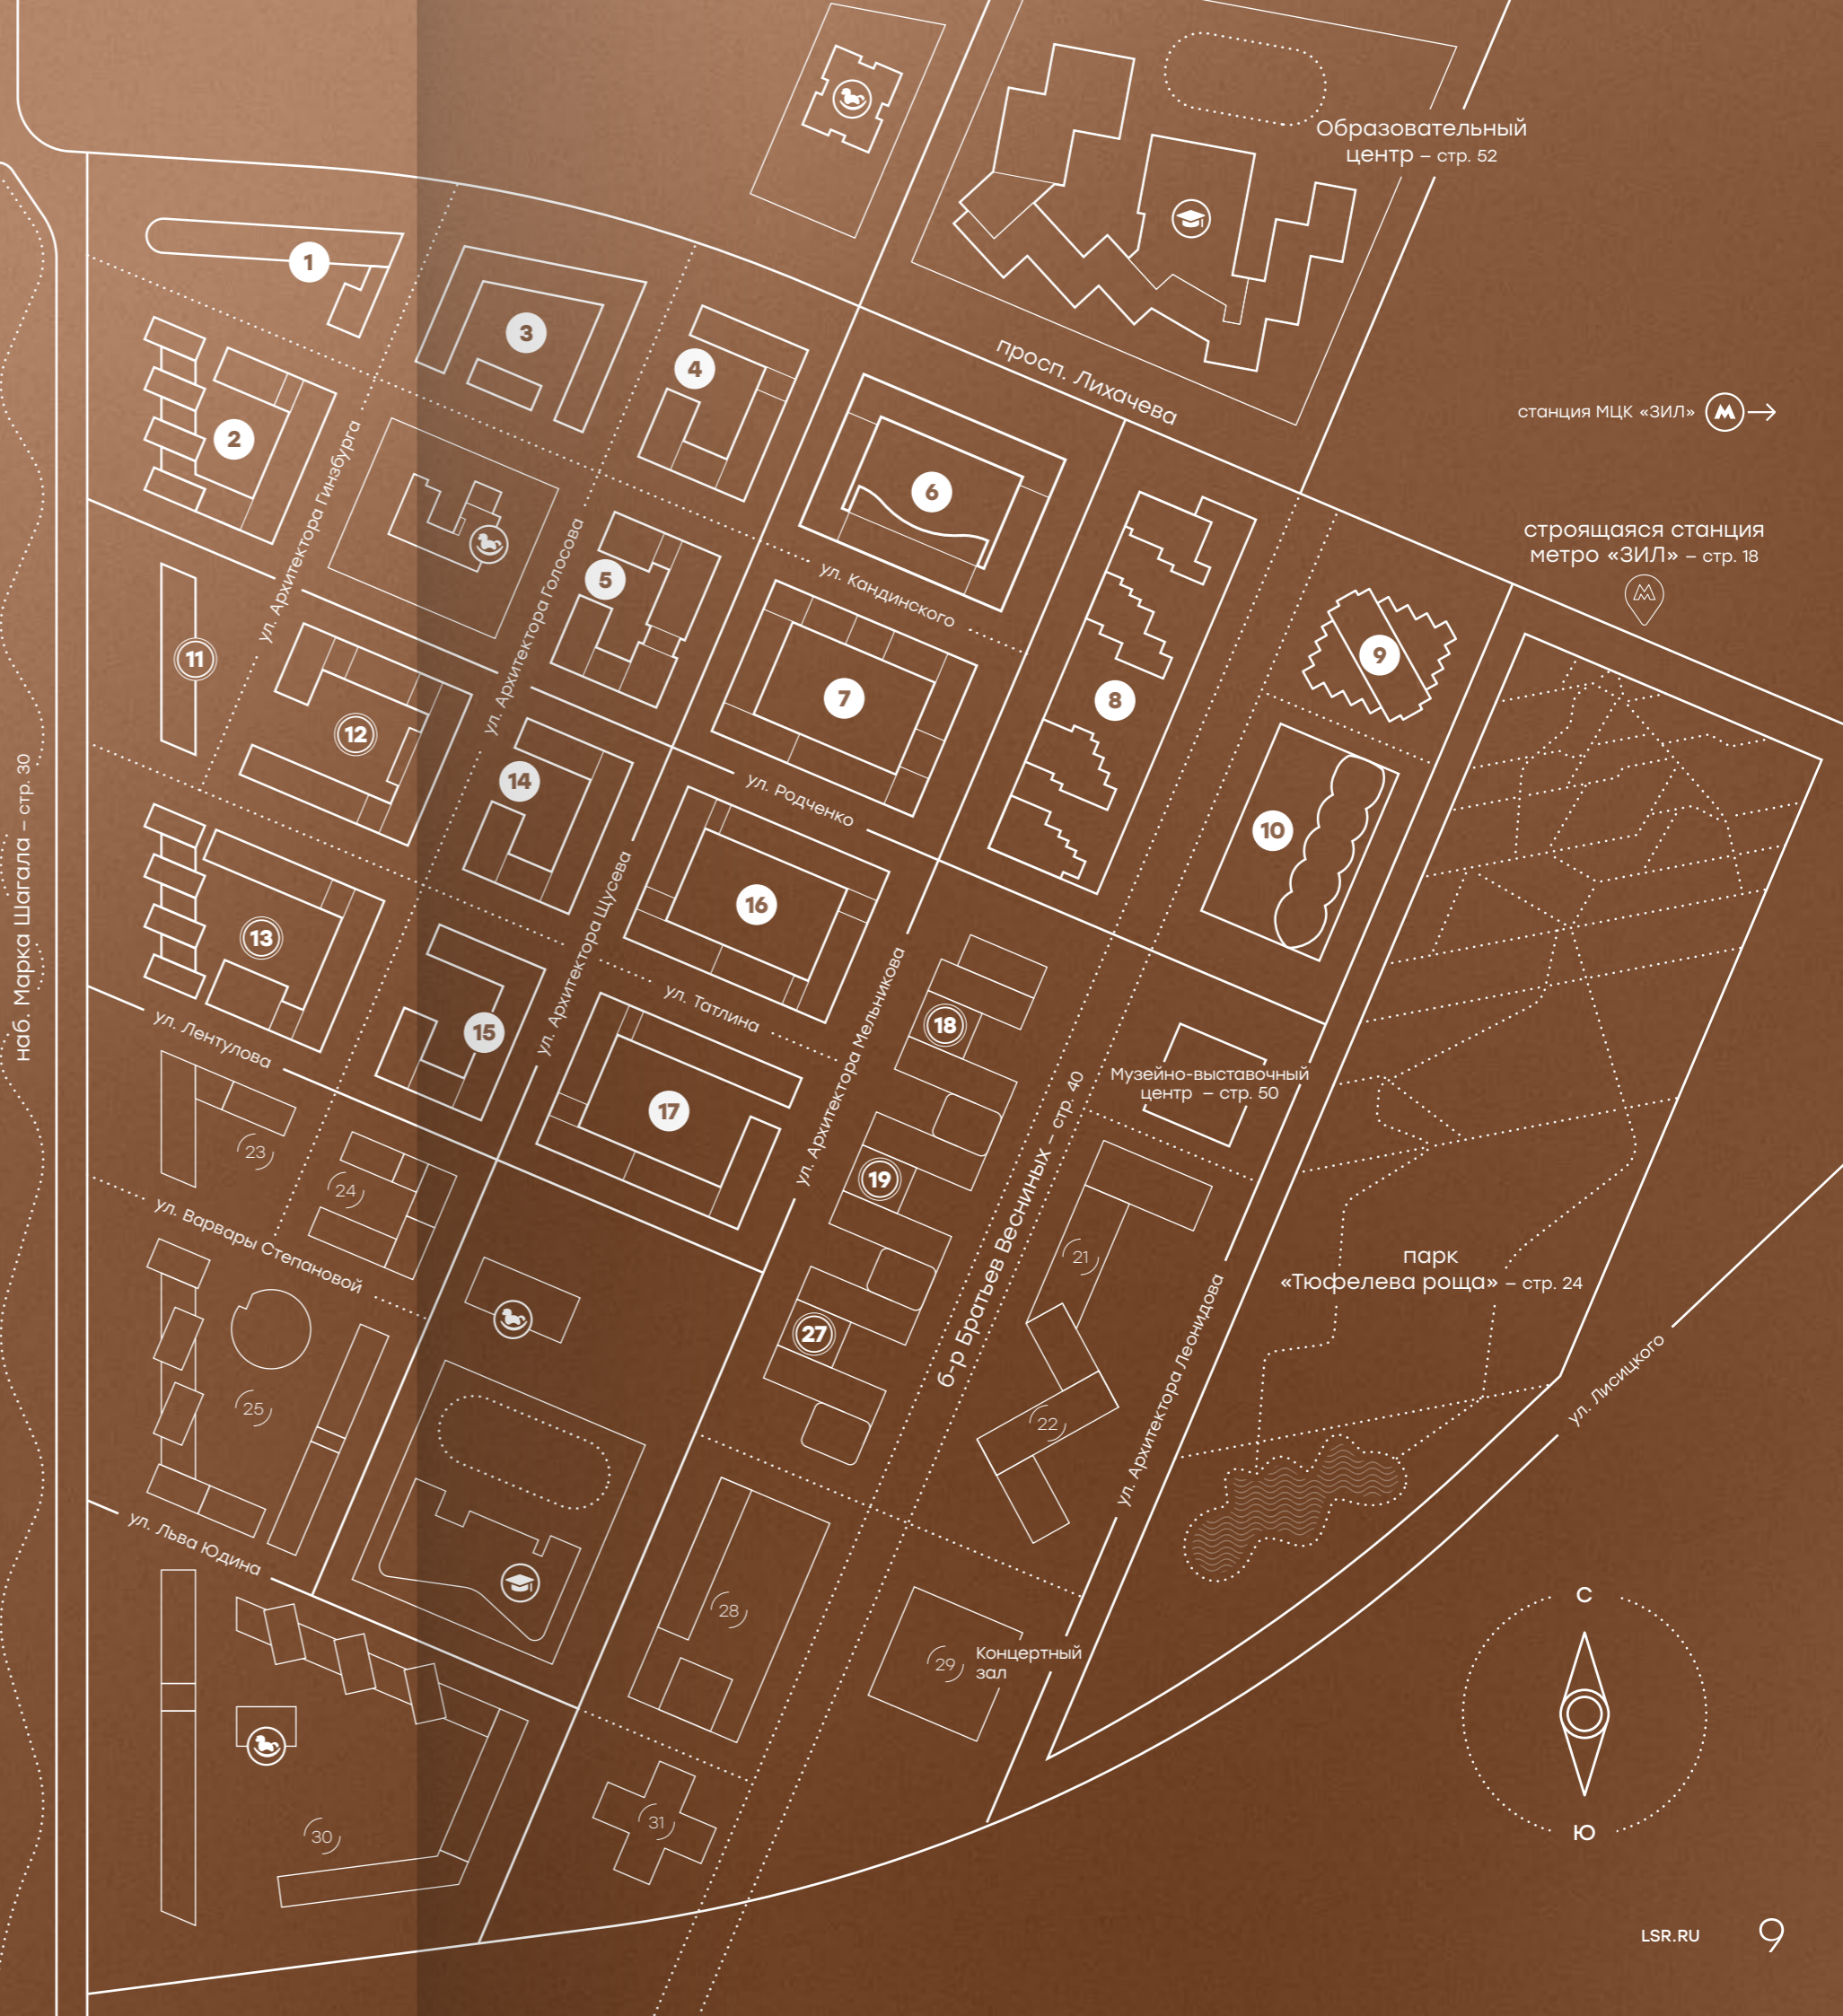 Образовательный
центр – стр. 52
1
3
4
просп. Лихачева
станция МЦК «ЗИЛ» М
2
6
строящаяся станция
метро «ЗИЛ» – стр. 18
М
ул. Архитектора Гинзбурга
ул. Архитектора Голосова
5
ул. Кандинского
11
9
7
8
12
14
ул. Родченко
10
наб. Марка Шагала – стр. 30
16
13
ул. Архитектора Щусева
ул. Татлина
ул. Архитектора Мельникова
18
15
ул. Лентулова
Музейно-выставочный
центр – стр. 50
17
23
24
19
б-р Братьев Весниных – стр. 40
ул. Варвары Степановой
21
парк
«Тюфелева роща» – стр. 24
27
ул. Архитектора Леонидова
ул. Лисицкого
25
22
ул. Льва Юдина
28
С
29
Концертный
зал
30
31
Ю
LSR.RU
9